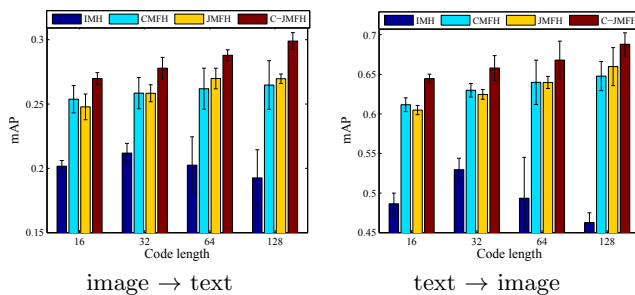 IMH CMFH JMFH C−JMFH
0.3
0.25
0.2
0.15
mAP
16 32 64 128
Code length
image → text
IMH CMFH JMFH C−JMFH
0.7
0.65
0.6
0.55
0.5
0.45
mAP
16 32 64 128
Code length
text → image